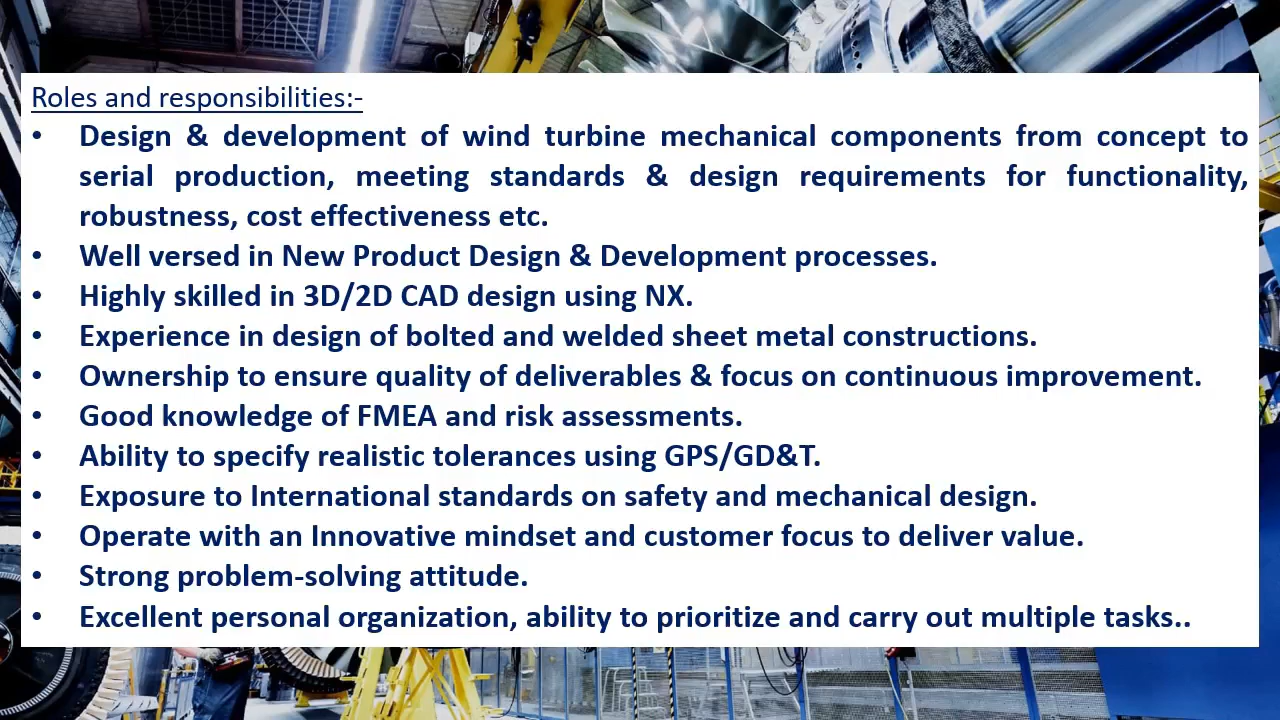 Roles and responsibilities:-
• Design & development of wind turbine mechanical components from concept to
serial production, meeting standards & design requirements for functionality,
robustness, cost effectiveness etc.
• Well versed in New Product Design & Development processes.
• Highly skilled in 3D/2D CAD design using NX.
• Experience in design of bolted and welded sheet metal constructions.
• Ownership to ensure quality of deliverables & focus on continuous improvement.
• Good knowledge of FMEA and risk assessments.
• Ability to specify realistic tolerances using GPS/GD&T.
• Exposure to International standards on safety and mechanical design.
• Operate with an Innovative mindset and customer focus to deliver value.
• Strong problem-solving attitude.
• Excellent personal organization, ability to prioritize and carry out multiple tasks..